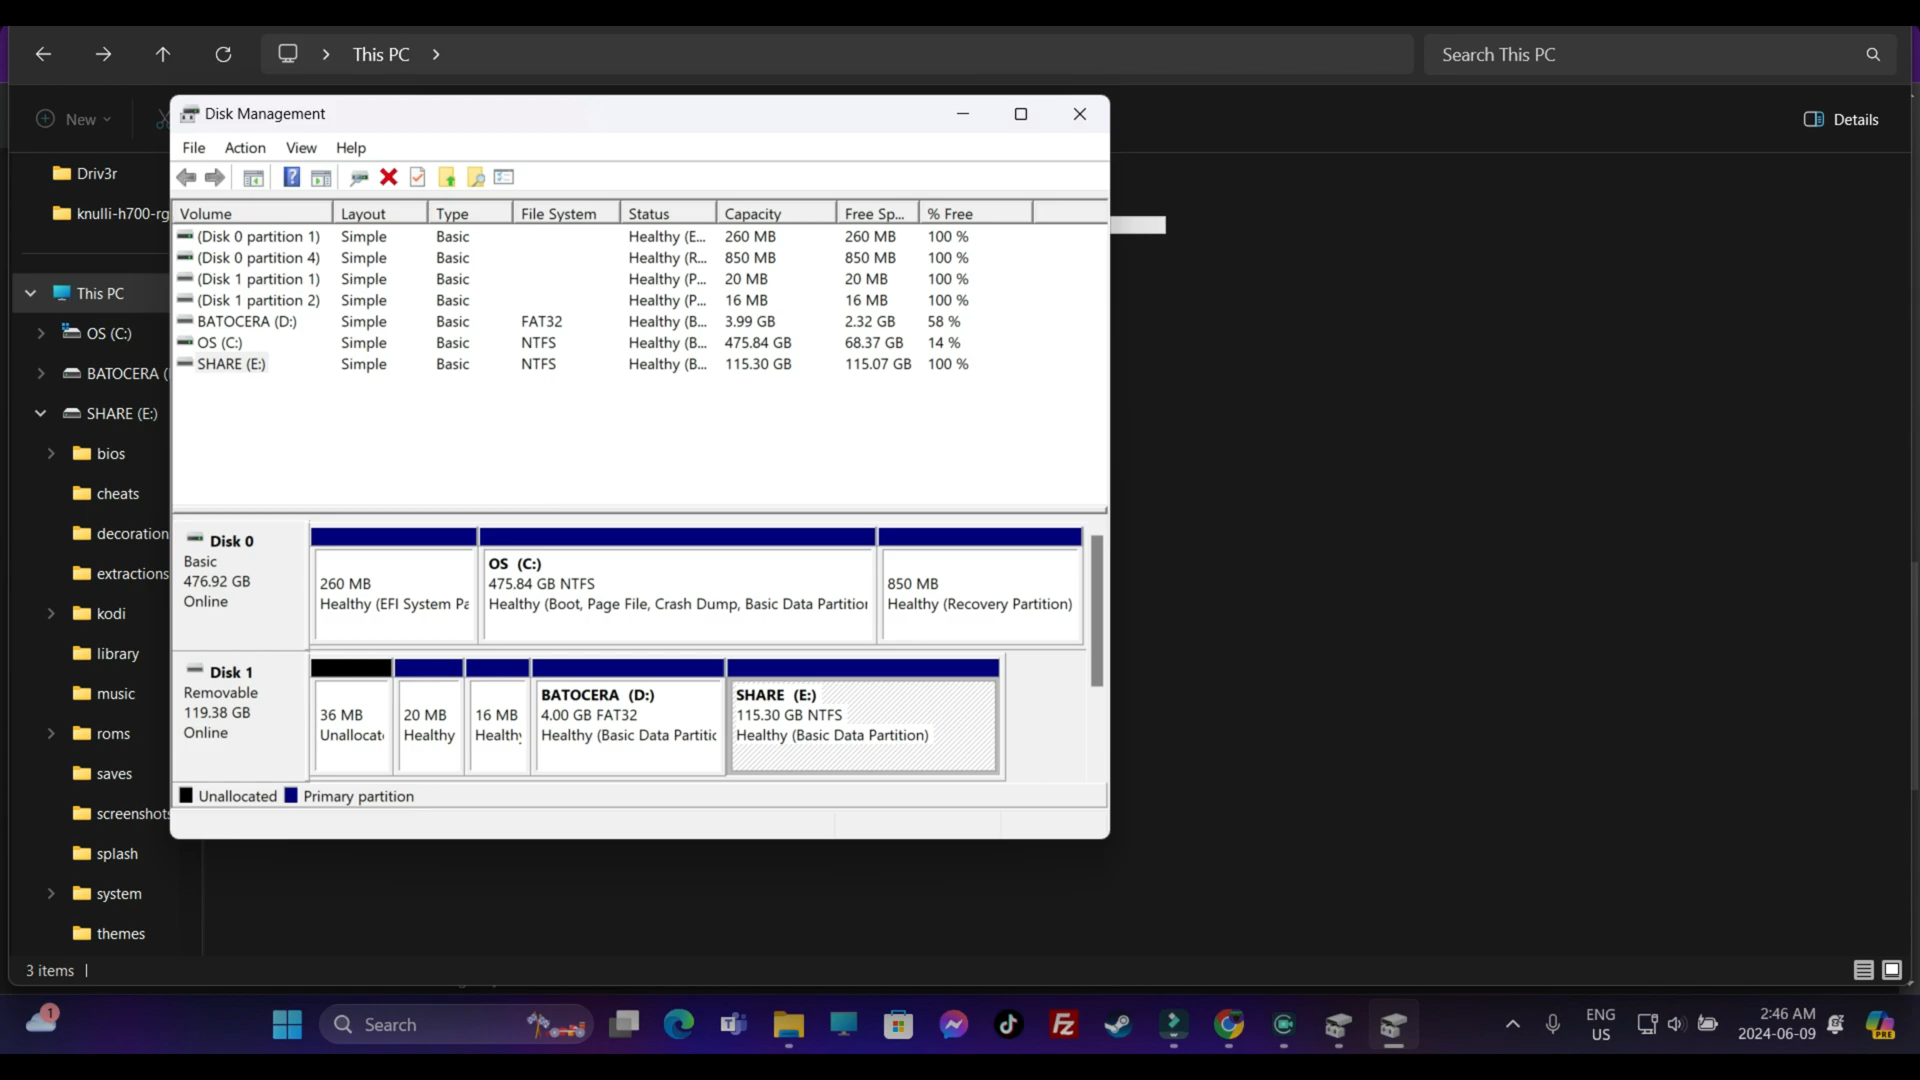 This PC
Search This PC
New
Details
Disk Management
File Action View Help
Volume Layout Type File System Status Capacity Free Sp... % Free
(Disk 0 partition 1) Simple Basic Healthy (E... 260 MB 260 MB 100 %
(Disk 0 partition 4) Simple Basic Healthy (R... 850 MB 850 MB 100 %
(Disk 1 partition 1) Simple Basic Healthy (P... 20 MB 20 MB 100 %
(Disk 1 partition 2) Simple Basic Healthy (P... 16 MB 16 MB 100 %
BATOCERA (D:) Simple Basic FAT32 Healthy (B... 3.99 GB 2.32 GB 58 %
OS (C:) Simple Basic NTFS Healthy (B... 475.84 GB 68.37 GB 14 %
SHARE (E:) Simple Basic NTFS Healthy (B... 115.30 GB 115.07 GB 100 %
Driv3r
knulli-h700-rg
This PC
OS (C:)
BATOCERA (
SHARE (E:)
bios
cheats
decoration
extractions
kodi
library
music
roms
saves
screenshots
splash
system
themes
Disk 0
Basic
476.92 GB
Online
260 MB
Healthy (EFI System Pa
OS (C:)
475.84 GB NTFS
Healthy (Boot, Page File, Crash Dump, Basic Data Partition
850 MB
Healthy (Recovery Partition)
Disk 1
Removable
119.38 GB
Online
36 MB
Unallocat
20 MB
Healthy
16 MB
Healthy
BATOCERA (D:)
4.00 GB FAT32
Healthy (Basic Data Partitic
SHARE (E:)
115.30 GB NTFS
Healthy (Basic Data Partition)
Unallocated Primary partition
3 items
1
Search
ENG
US
2:46 AM
2024-06-09
PRE